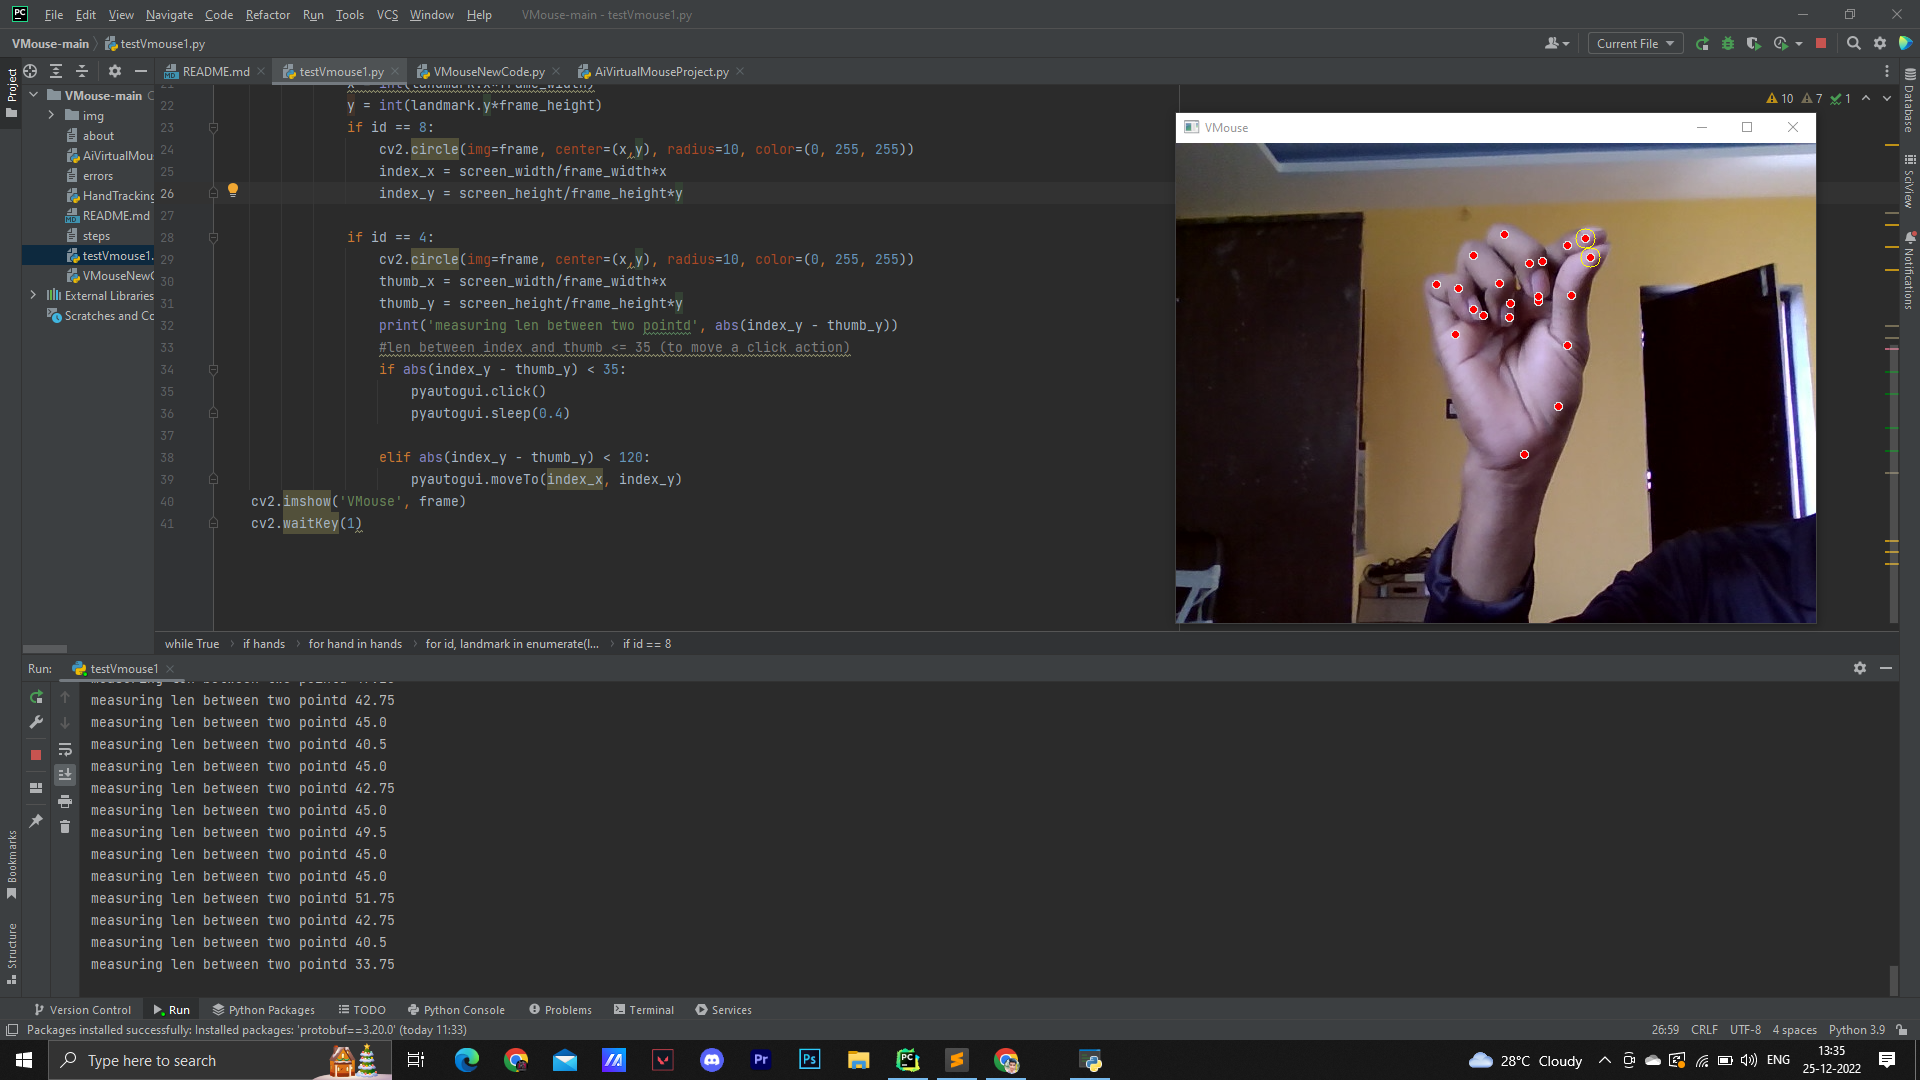 File Edit View Navigate Code Refactor Run Tools VCS Window Help VMouse-main - testVmouse1.py
VMouse-main testVmouse1.py Current File
Project
README.md testVmouse1.py VMouseNewCode.py AiVirtualMouseProject.py
VMouse-main
img
about
AiVirtualMou
errors
HandTracking
README.md
steps
testVmouse1.
VMouseNewC
External Libraries
Scratches and Co
10 7 1
22 y = int(landmark.y*frame_height)
23 if id == 8:
24 cv2.circle(img=frame, center=(x,y), radius=10, color=(0, 255, 255))
25 index_x = screen_width/frame_width*x
26 index_y = screen_height/frame_height*y
27
28 if id == 4:
29 cv2.circle(img=frame, center=(x,y), radius=10, color=(0, 255, 255))
30 thumb_x = screen_width/frame_width*x
31 thumb_y = screen_height/frame_height*y
32 print('measuring len between two pointd', abs(index_y - thumb_y))
33 #len between index and thumb <= 35 (to move a click action)
34 if abs(index_y - thumb_y) < 35:
35 pyautogui.click()
36 pyautogui.sleep(0.4)
37
38 elif abs(index_y - thumb_y) < 120:
39 pyautogui.moveTo(index_x, index_y)
40 cv2.imshow('VMouse', frame)
41 cv2.waitKey(1)
VMouse
Database
SciView
Notifications
while True if hands for hand in hands for id, landmark in enumerate(l... if id == 8
Run: testVmouse1
measuring len between two pointd 42.75
measuring len between two pointd 45.0
measuring len between two pointd 40.5
measuring len between two pointd 45.0
measuring len between two pointd 42.75
measuring len between two pointd 45.0
measuring len between two pointd 49.5
measuring len between two pointd 45.0
measuring len between two pointd 45.0
measuring len between two pointd 51.75
measuring len between two pointd 42.75
measuring len between two pointd 40.5
measuring len between two pointd 33.75
Bookmarks
Structure
Version Control Run Python Packages TODO Python Console Problems Terminal Services
Packages installed successfully: Installed packages: 'protobuf==3.20.0' (today 11:33) 26:59 CRLF UTF-8 4 spaces Python 3.9
Type here to search 28°C Cloudy ENG 13:35
25-12-2022